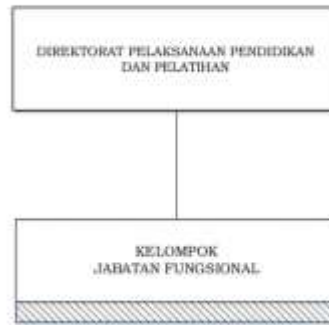 DIREKTORAT PELAKSANAAN PENDIDIKAN
DAN PELATIHAN
KELOMPOK
JABATAN FUNGSIONAL